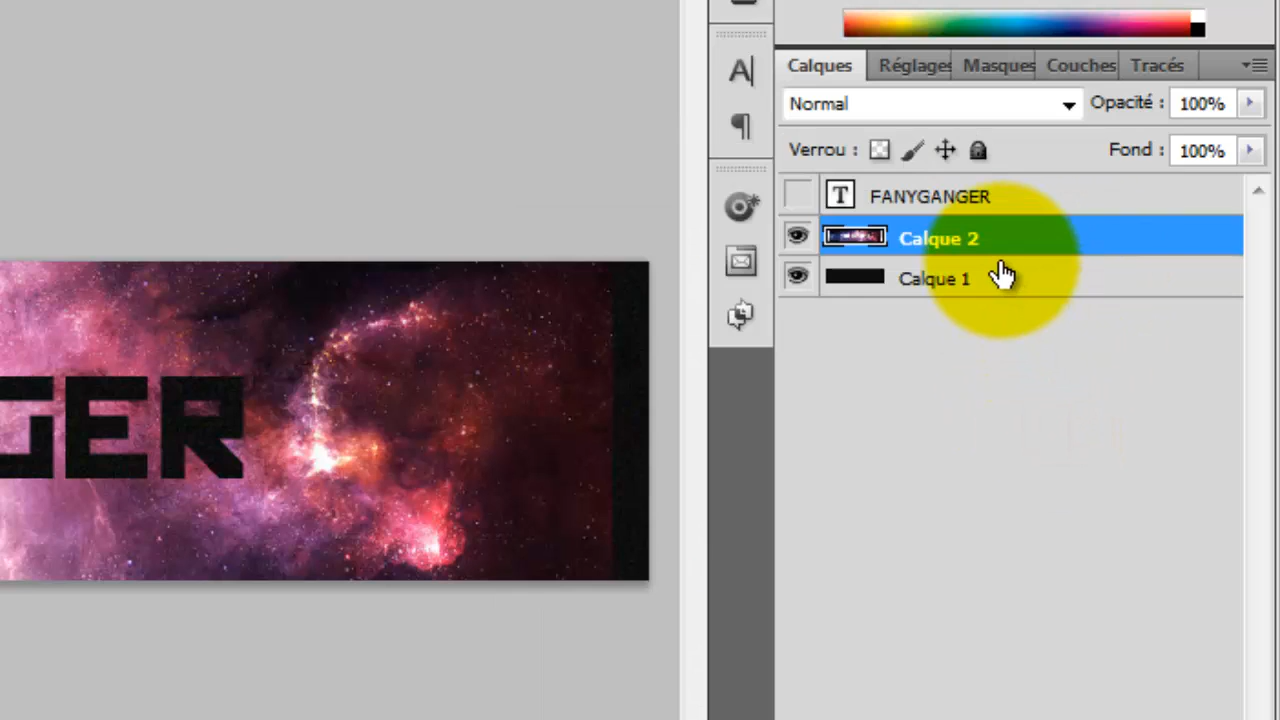 Calques Réglages Masques Couches Tracés
Normal Opacité : 100%
Verrou : Fond : 100%
T FANYGANGER
Calque 2
Calque 1
A
¶
GER